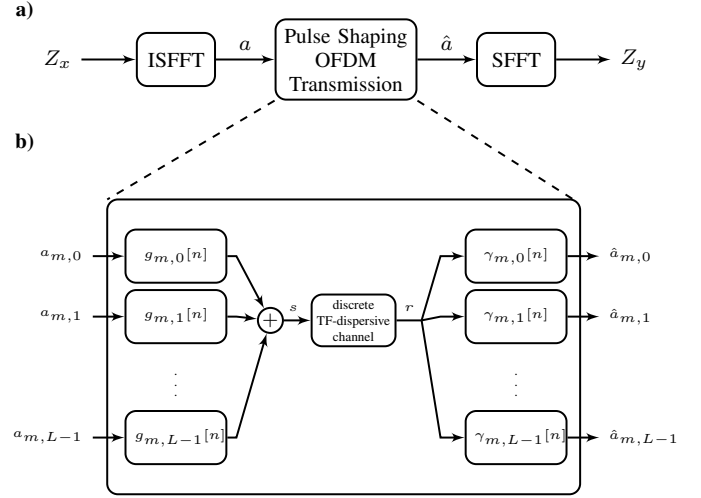 a)
Z_x ISFFT a Pulse Shaping OFDM Transmission â SFFT Z_y
b)
a_{m,0} g_{m,0}[n] γ_{m,0}[n] â_{m,0}
a_{m,1} g_{m,1}[n] + s discrete TF-dispersive channel r γ_{m,1}[n] â_{m,1}
⋮ ⋮
a_{m,L−1} g_{m,L−1}[n] γ_{m,L−1}[n] â_{m,L−1}